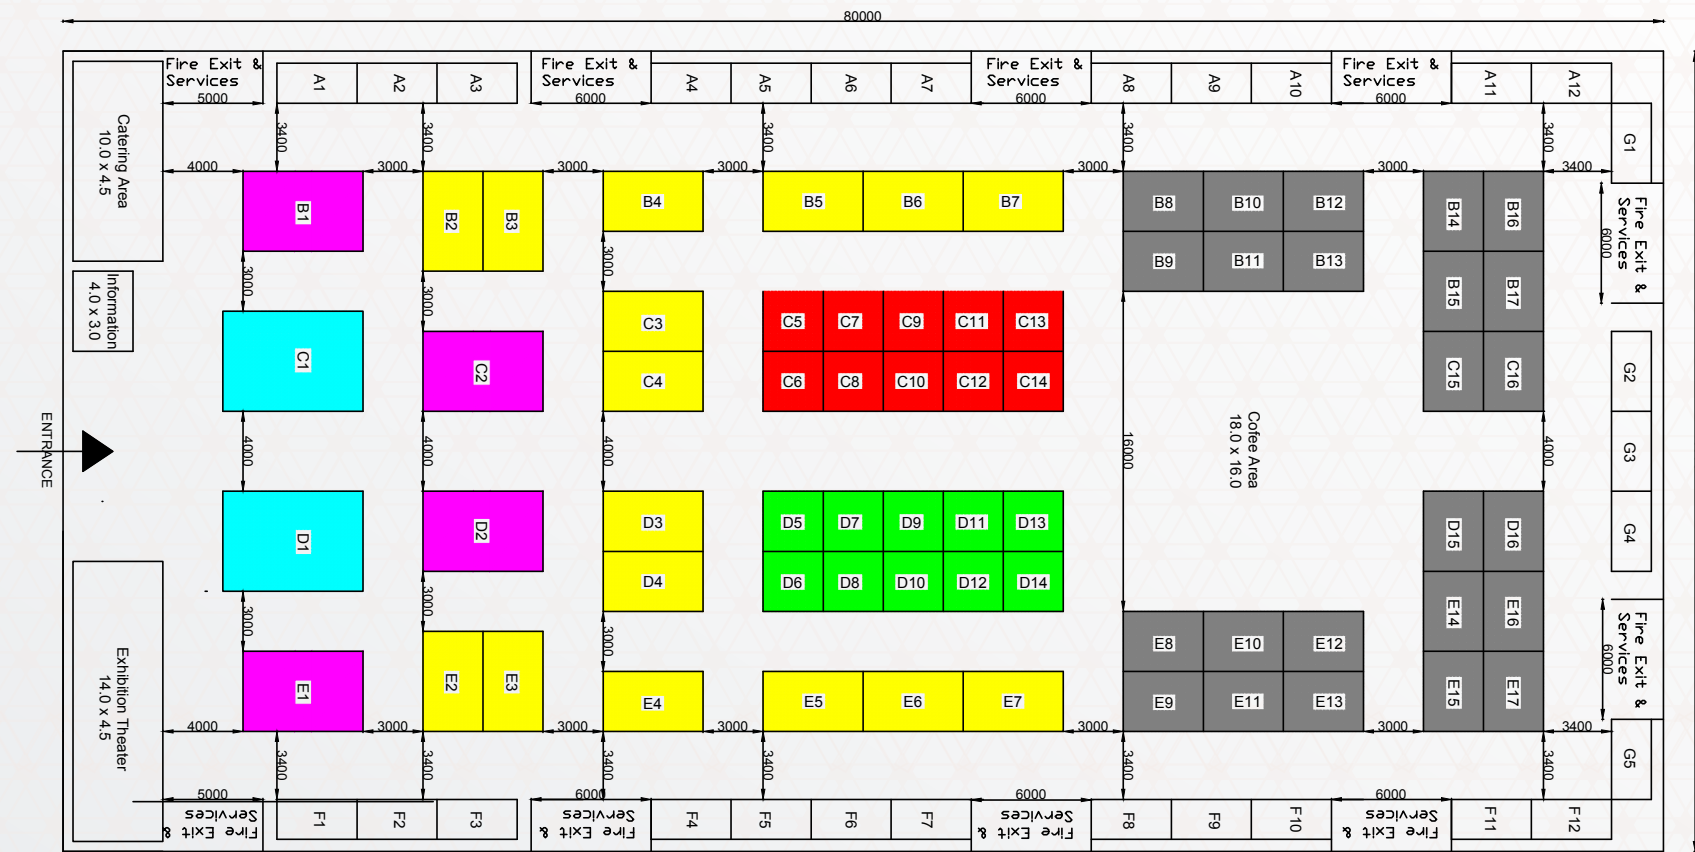 80000
Fire Exit &
Services
5000
A1
A2
A3
Fire Exit &
Services
6000
A4
A5
A6
A7
Fire Exit &
Services
6000
A8
A9
A10
Fire Exit &
Services
6000
A11
A12
Catering Area
10.0 x 4.5
3400
3400
3400
3400
3400
G1
4000
3000
3000
3000
3000
3000
3400
B1
B2
B3
B4
B5
B6
B7
B8
B10
B12
B14
B16
Fire Exit &
Services
6000
B9
B11
B13
3000
3000
3000
Information
4.0 x 3.0
B15
B17
C1
C2
C3
C5
C7
C9
C11
C13
C4
C6
C8
C10
C12
C14
C15
C16
G2
ENTRANCE
4000
4000
4000
16000
Cofee Area
18.0 x 16.0
4000
G3
D1
D2
D3
D5
D7
D9
D11
D13
D15
D16
G4
D4
D6
D8
D10
D12
D14
3000
3000
3000
E14
E16
Fire Exit &
Services
6000
Exhibition Theater
14.0 x 4.5
E1
E2
E3
E4
E5
E6
E7
E8
E10
E12
E9
E11
E13
E15
E17
4000
3000
3000
3000
3000
3000
3400
3400
3400
3400
3400
3400
G5
5000
Fire Exit &
Services
F1
F2
F3
6000
Fire Exit &
Services
F4
F5
F6
F7
6000
Fire Exit &
Services
F8
F9
F10
6000
Fire Exit &
Services
F11
F12